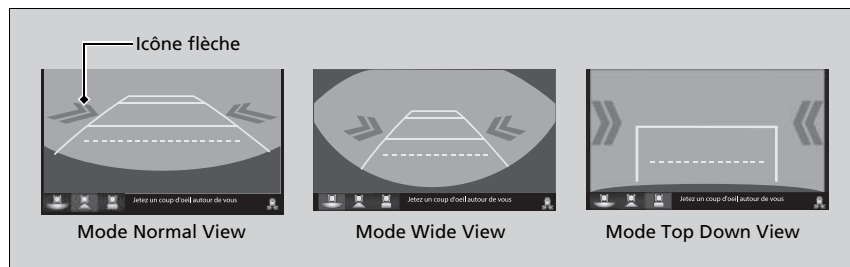 Icône flèche
Jetez un coup d'oeil autour de vous
Jetez un coup d'oeil autour de vous
Jetez un coup d'oeil autour de vous
Mode Normal View
Mode Wide View
Mode Top Down View